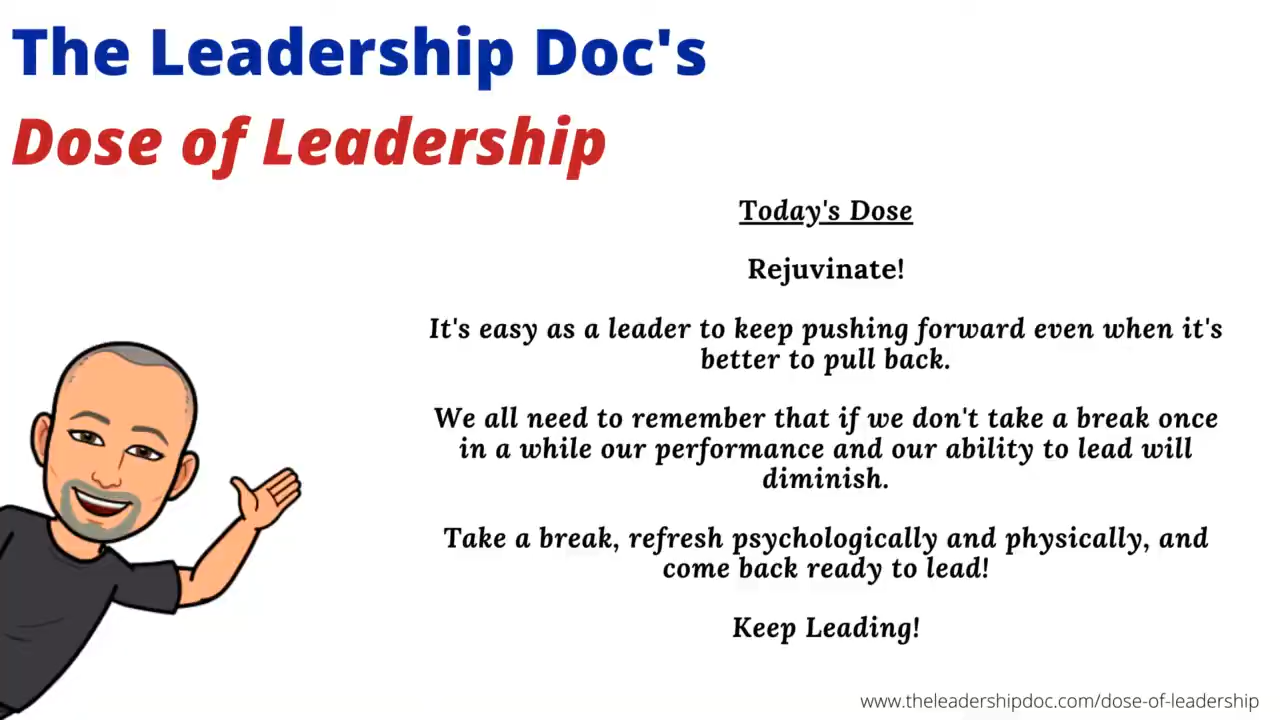 The Leadership Doc's
Dose of Leadership
Today's Dose
Rejuvinate!
It's easy as a leader to keep pushing forward even when it's
better to pull back.
We all need to remember that if we don't take a break once
in a while our performance and our ability to lead will
diminish.
Take a break, refresh psychologically and physically, and
come back ready to lead!
Keep Leading!
www.theleadershipdoc.com/dose-of-leadership